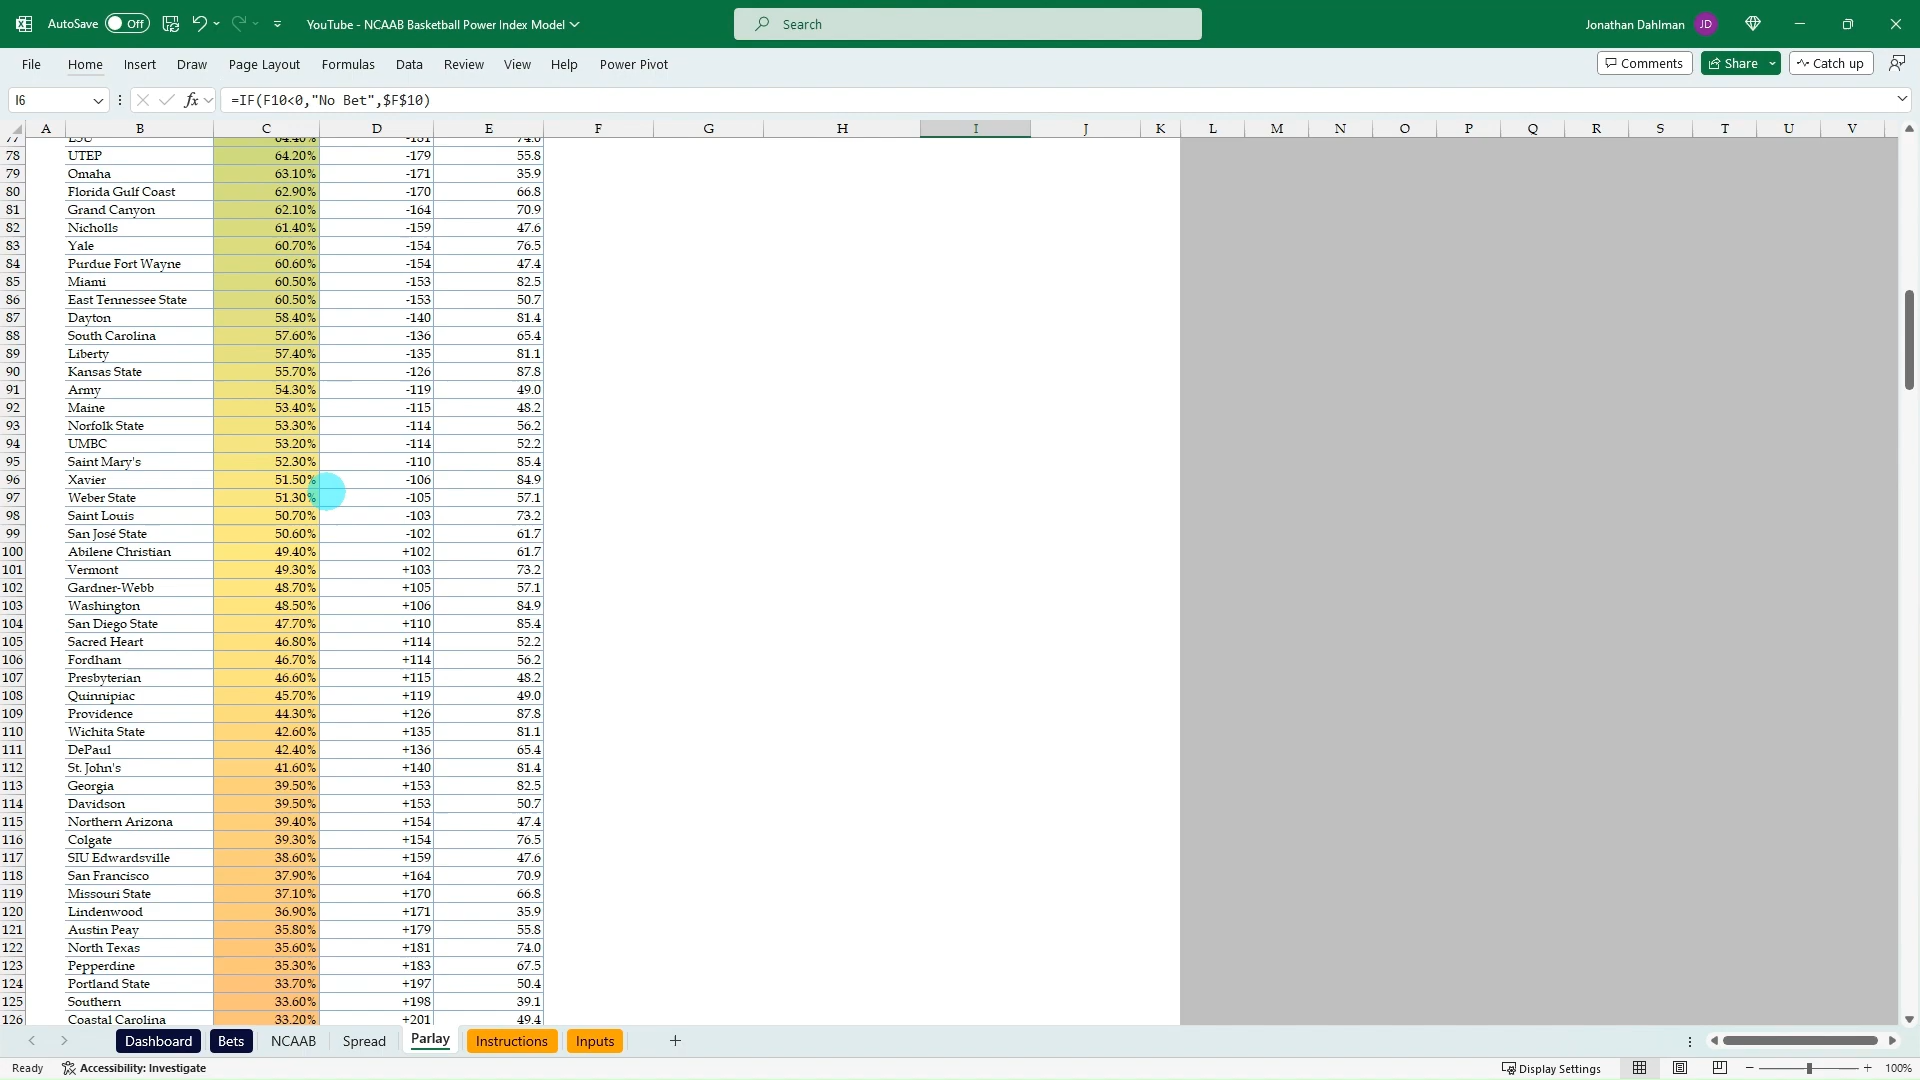 AutoSave Off YouTube - NCAAB Basketball Power Index Model Search Jonathan Dahlman JD
File Home Insert Draw Page Layout Formulas Data Review View Help Power Pivot Comments Share Catch up
I6 fx =IF(F10<0,"No Bet",$F$10)
A B C D E F G H I J K L M N O P Q R S T U V
78 UTEP 64.20% -179 55.8
79 Omaha 63.10% -171 35.9
80 Florida Gulf Coast 62.90% -170 66.8
81 Grand Canyon 62.10% -164 70.9
82 Nicholls 61.40% -159 47.6
83 Yale 60.70% -154 76.5
84 Purdue Fort Wayne 60.60% -154 47.4
85 Miami 60.50% -153 82.5
86 East Tennessee State 60.50% -153 50.7
87 Dayton 58.40% -140 81.4
88 South Carolina 57.60% -136 65.4
89 Liberty 57.40% -135 81.1
90 Kansas State 55.70% -126 87.8
91 Army 54.30% -119 49.0
92 Maine 53.40% -115 48.2
93 Norfolk State 53.30% -114 56.2
94 UMBC 53.20% -114 52.2
95 Saint Mary's 52.30% -110 85.4
96 Xavier 51.50% -106 84.9
97 Weber State 51.30% -105 57.1
98 Saint Louis 50.70% -103 73.2
99 San José State 50.60% -102 61.7
100 Abilene Christian 49.40% +102 61.7
101 Vermont 49.30% +103 73.2
102 Gardner-Webb 48.70% +105 57.1
103 Washington 48.50% +106 84.9
104 San Diego State 47.70% +110 85.4
105 Sacred Heart 46.80% +114 52.2
106 Fordham 46.70% +114 56.2
107 Presbyterian 46.60% +115 48.2
108 Quinnipiac 45.70% +119 49.0
109 Providence 44.30% +126 87.8
110 Wichita State 42.60% +135 81.1
111 DePaul 42.40% +136 65.4
112 St. John's 41.60% +140 81.4
113 Georgia 39.50% +153 82.5
114 Davidson 39.50% +153 50.7
115 Northern Arizona 39.40% +154 47.4
116 Colgate 39.30% +154 76.5
117 SIU Edwardsville 38.60% +159 47.6
118 San Francisco 37.90% +164 70.9
119 Missouri State 37.10% +170 66.8
120 Lindenwood 36.90% +171 35.9
121 Austin Peay 35.80% +179 55.8
122 North Texas 35.60% +181 74.0
123 Pepperdine 35.30% +183 67.5
124 Portland State 33.70% +197 50.4
125 Southern 33.60% +198 39.1
126 Coastal Carolina 33.20% +201 49.4
Dashboard Bets NCAAB Spread Parlay Instructions Inputs
Ready Accessibility: Investigate Display Settings 100%